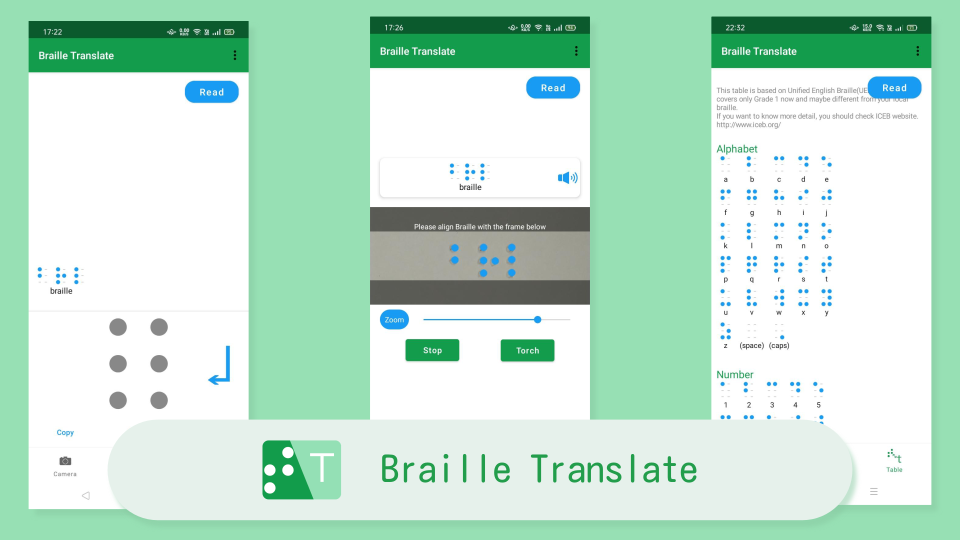 17:22
0.00 KB/S
Braille Translate
Read
braille
Copy
Camera
17:26
Braille Translate
Read
braille
Please align Braille with the frame below
Zoom
Stop
Torch
22:32
Braille Translate
Read
This table is based on Unified English Braille(UE
covers only Grade 1 now and maybe different from your local
braille.
If you want to know more detail, you should check ICEB website.
http://www.iceb.org/
Alphabet
a b c d e
f g h i j
k l m n o
p q r s t
u v w x y
z (space) (caps)
Number
1 2 3 4 5
t
Table
T
Braille Translate